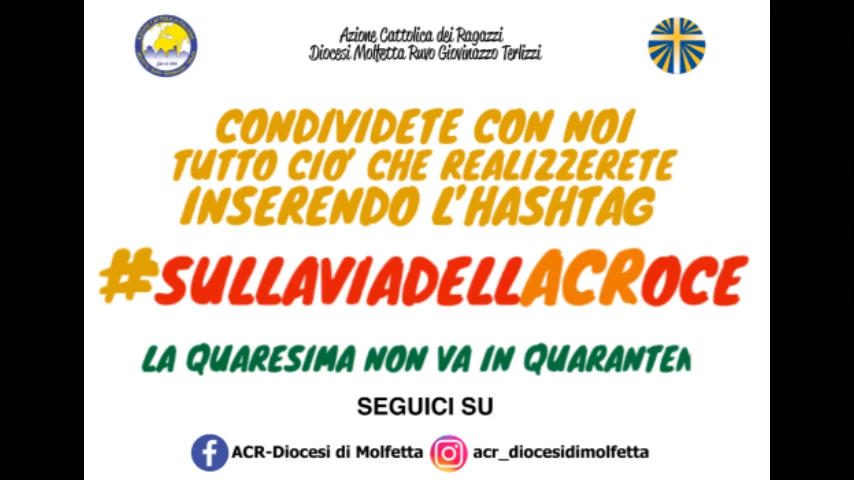 Azione Cattolica dei Ragazzi
Diocesi Molfetta Ruvo Giovinazzo Terlizzi
CONDIVIDETE CON NOI
TUTTO CIO' CHE REALIZZERETE
INSERENDO L'HASHTAG
#SULLAVIADELLACROCE
LA QUARESIMA NON VA IN
SEGUICI SU
ACR-Diocesi di Molfetta acr_diocesidimolfetta